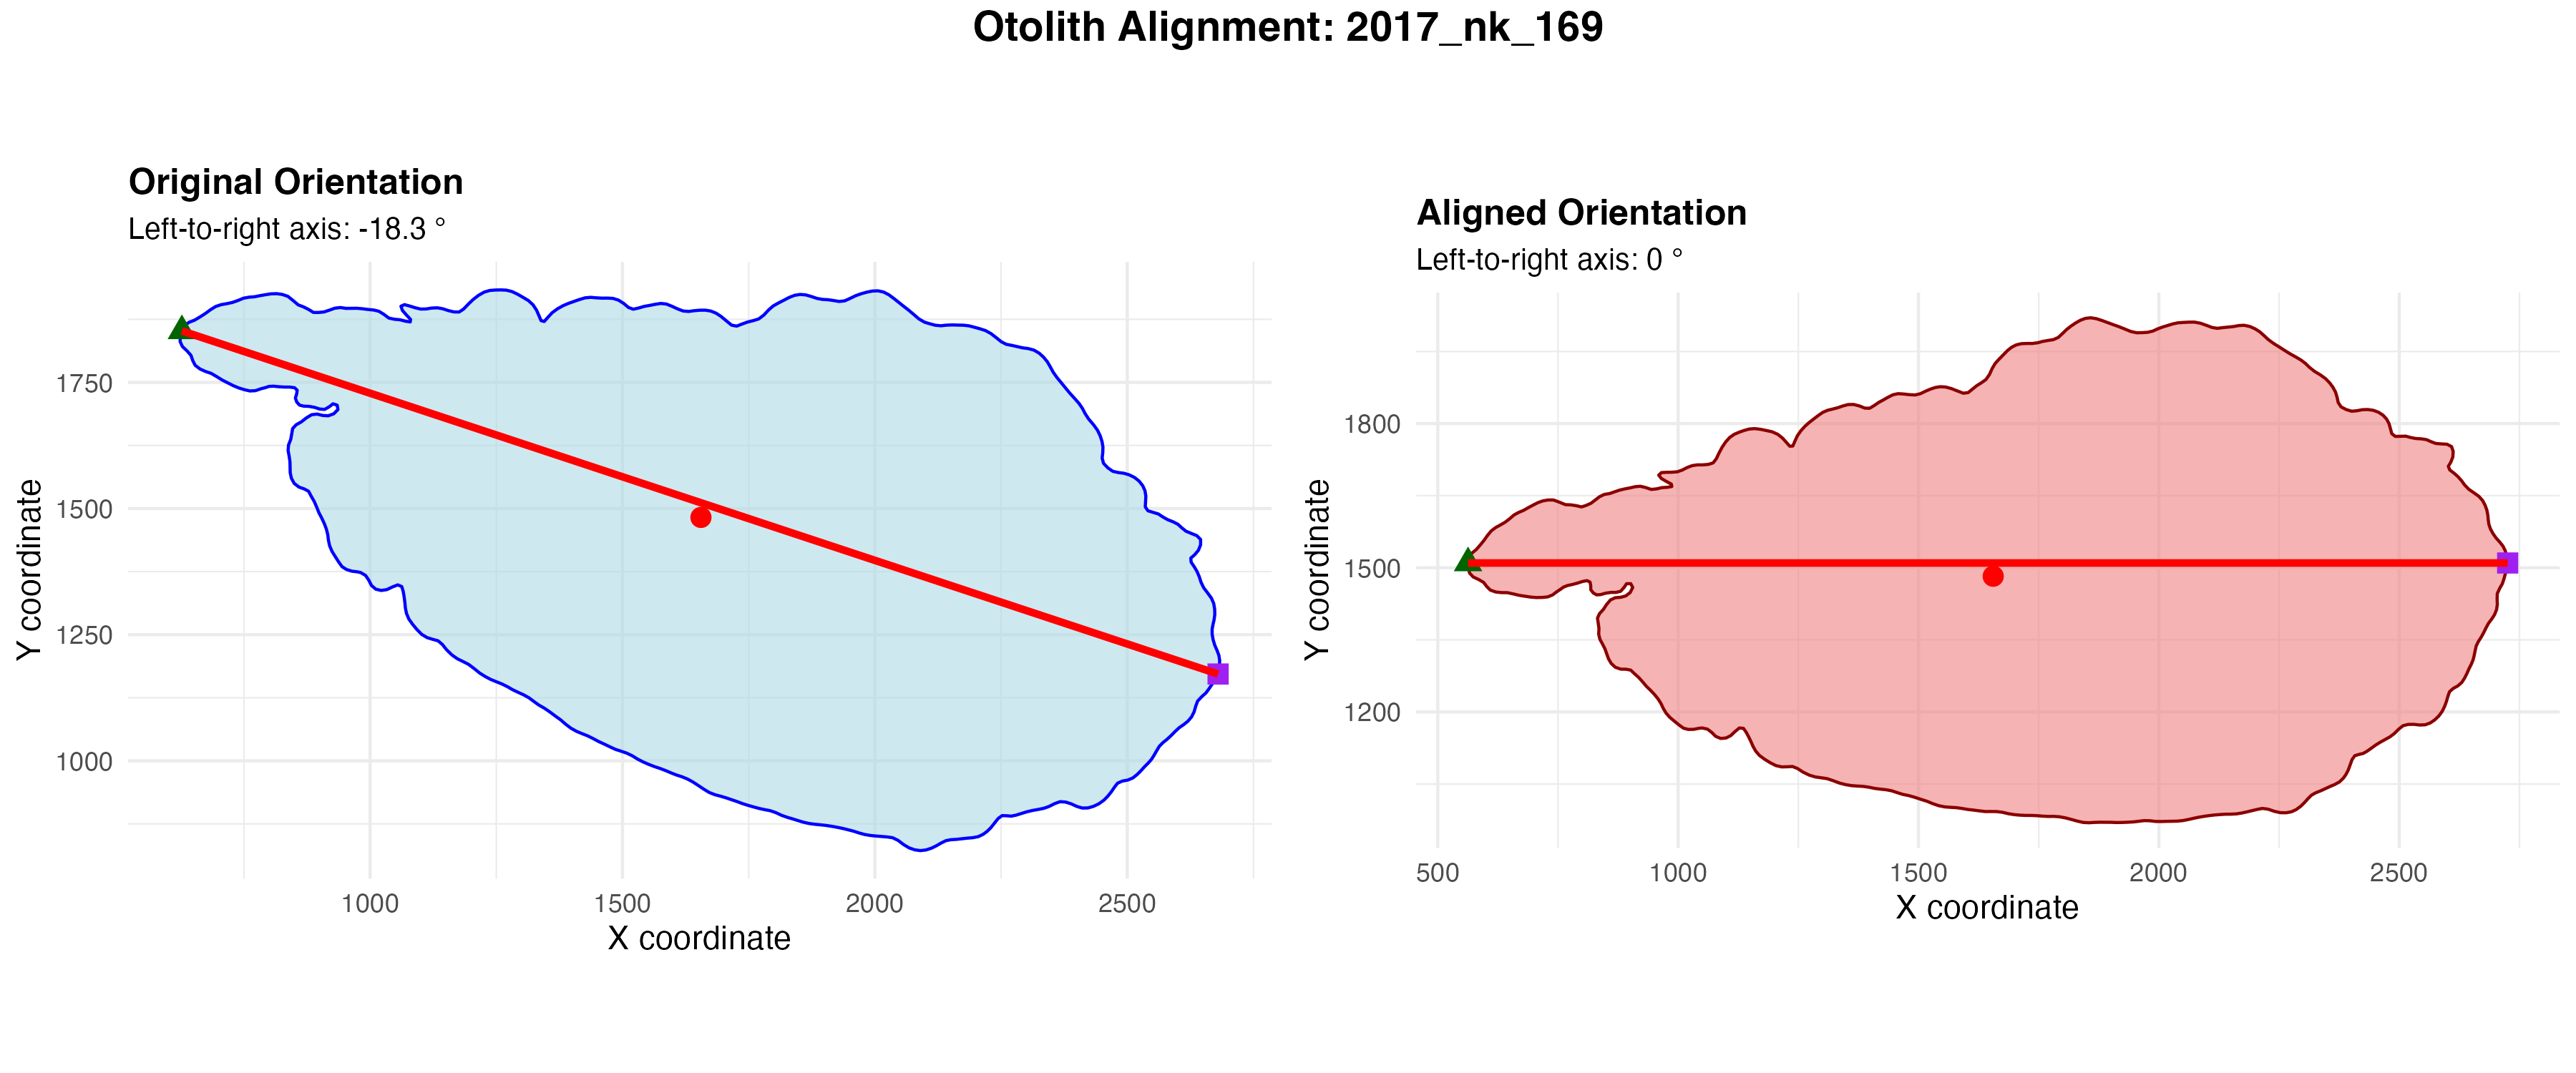 Otolith Alignment: 2017_nk_169
Original Orientation
Left-to-right axis: -18.3 °
Y coordinate
1750
1500
1250
1000
1000 1500 2000 2500
X coordinate
Aligned Orientation
Left-to-right axis: 0 °
Y coordinate
1800
1500
1200
500 1000 1500 2000 2500
X coordinate